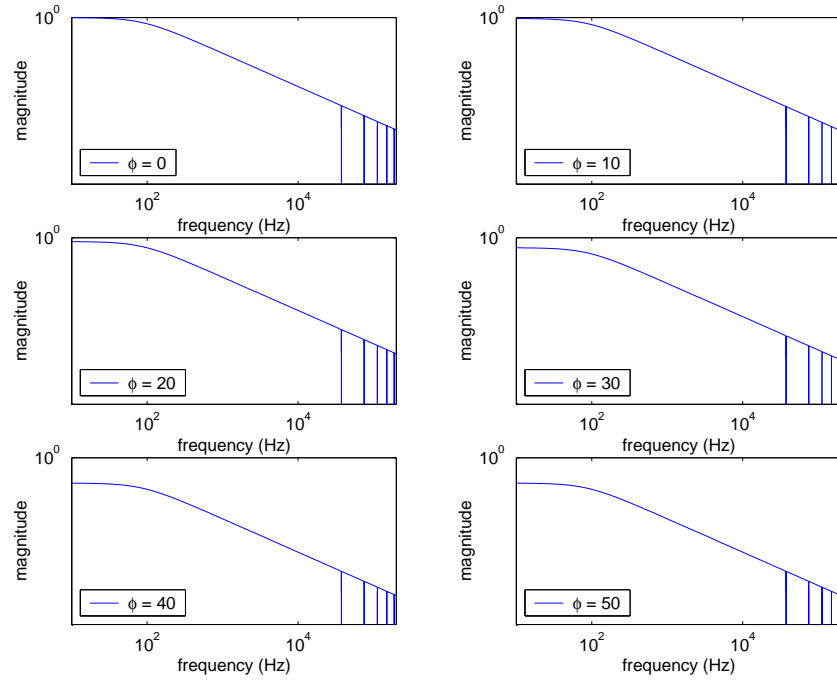 10^0
magnitude
φ = 0
10^2
10^4
frequency (Hz)
10^0
magnitude
φ = 10
10^2
10^4
frequency (Hz)
10^0
magnitude
φ = 20
10^2
10^4
frequency (Hz)
10^0
magnitude
φ = 30
10^2
10^4
frequency (Hz)
10^0
magnitude
φ = 40
10^2
10^4
frequency (Hz)
10^0
magnitude
φ = 50
10^2
10^4
frequency (Hz)